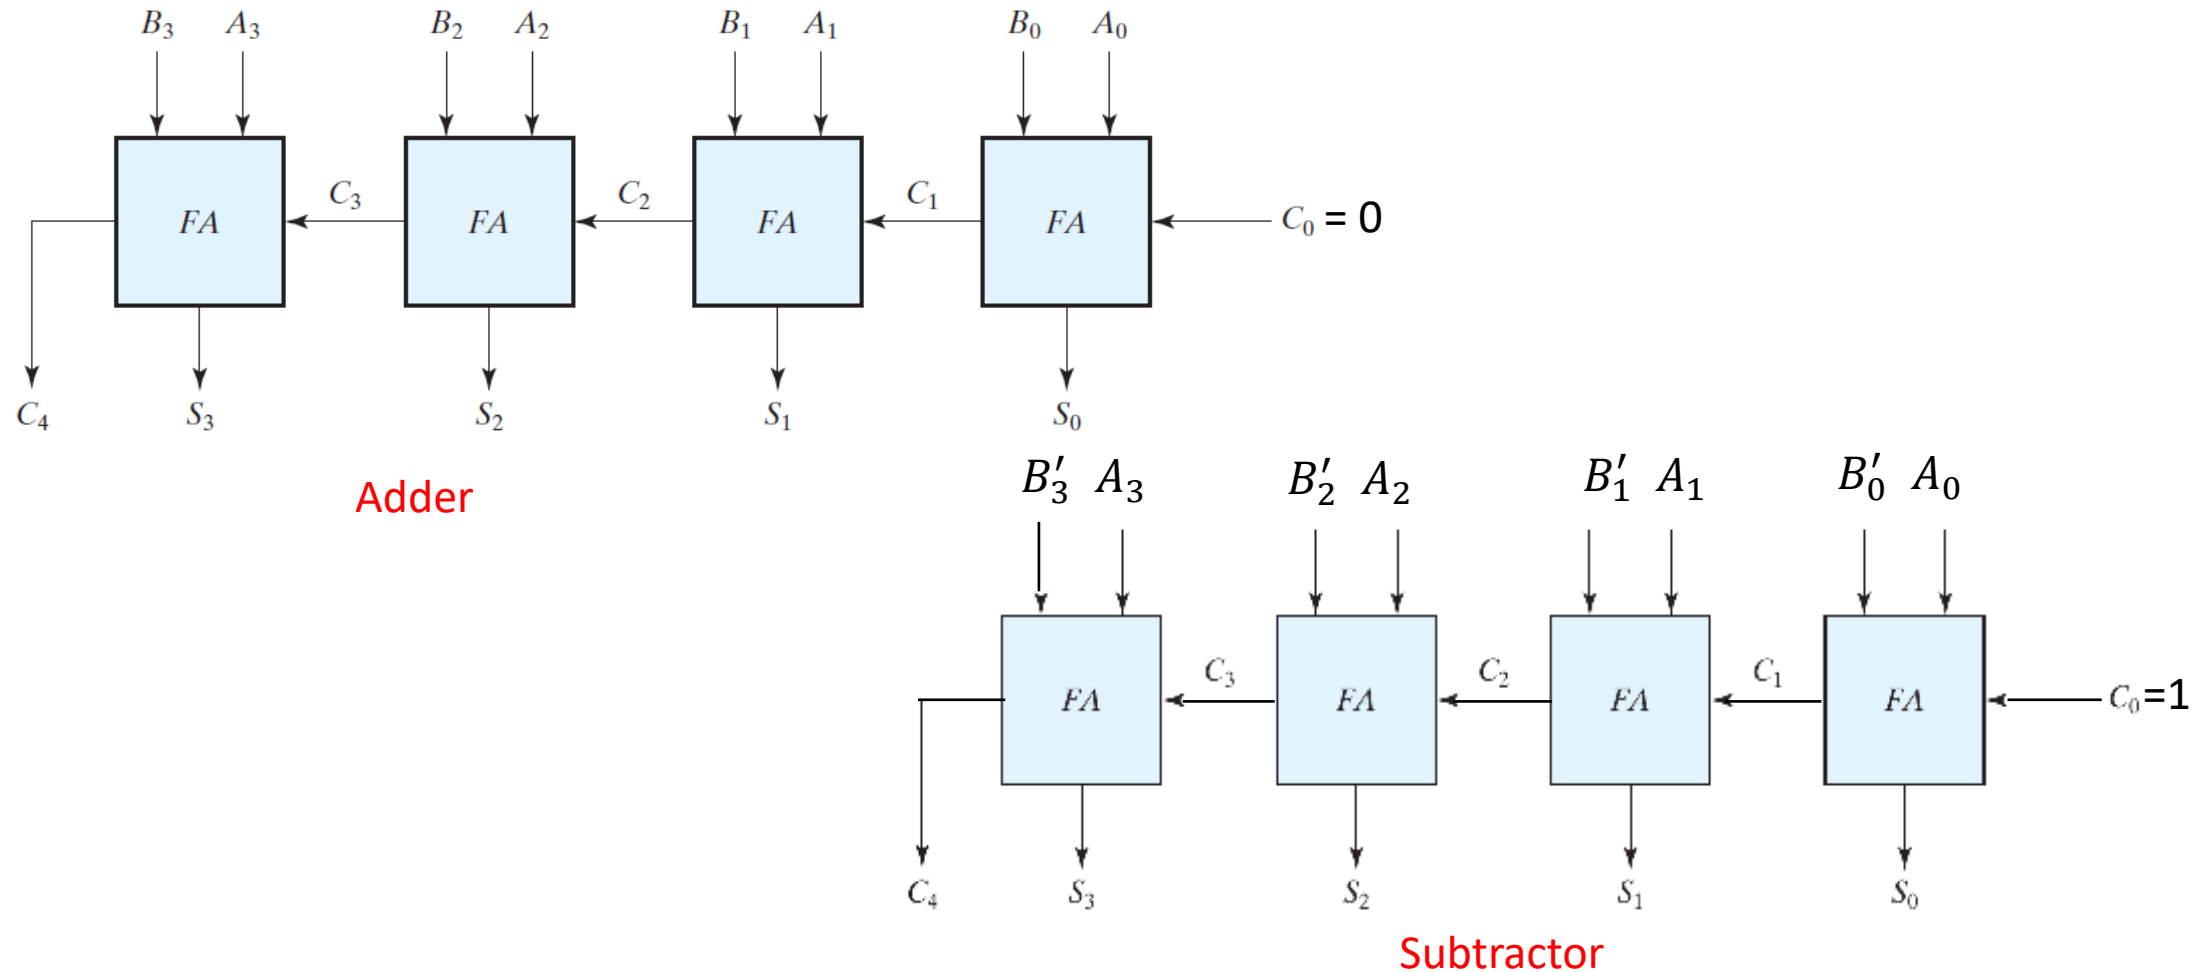 B₃ A₃ B₂ A₂ B₁ A₁ B₀ A₀
C₃ C₂ C₁
FA FA FA FA C₀ = 0
C₄ S₃ S₂ S₁ S₀
Adder
B′₃ A₃ B′₂ A₂ B′₁ A₁ B′₀ A₀
C₃ C₂ C₁
FA FA FA FA C₀=1
C₄ S₃ S₂ S₁ S₀
Subtractor